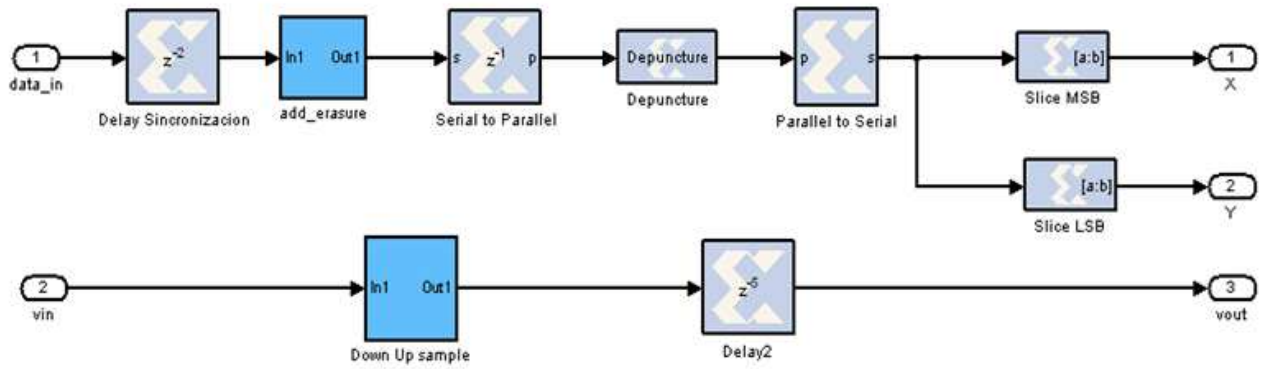 1
data_in
z-2
Delay Sincronizacion
In1 Out1
add_erasure
s z-1 p
Serial to Parallel
Depuncture
Depuncture
p s
Parallel to Serial
[a:b]
Slice MSB
1
X
[a:b]
Slice LSB
2
Y
2
vin
In1 Out1
Down Up sample
Delay2
3
vout